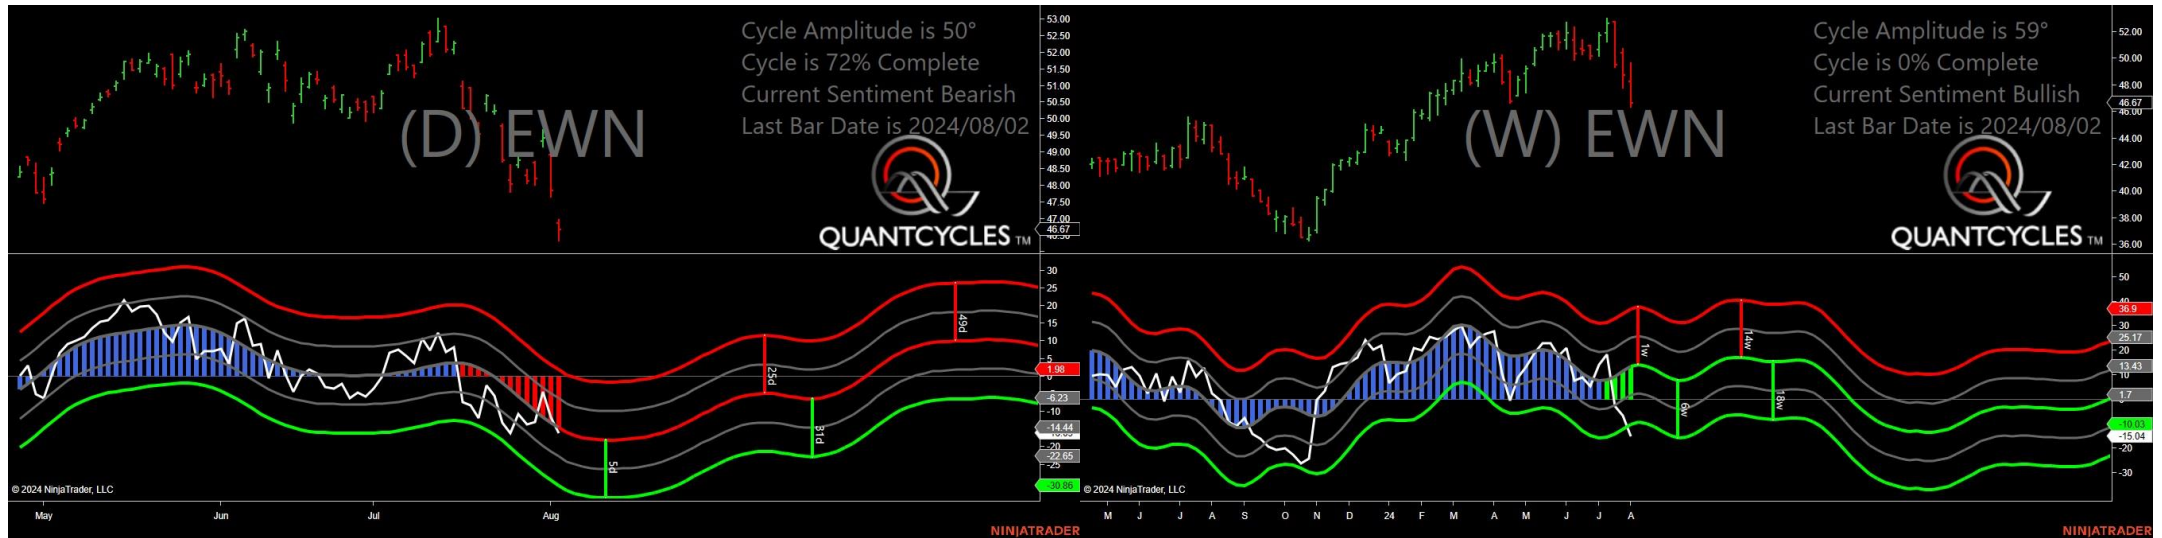 Cycle Amplitude is 50°
Cycle is 72% Complete
Current Sentiment Bearish
Last Bar Date is 2024/08/02
(D) EWN
QUANTCYCLES TM
53.00
52.50
52.00
51.50
51.00
50.50
50.00
49.50
49.00
48.50
48.00
47.50
47.00
46.67
30
25
20
15
10
5
1.98
-6.23
-10
-14.44
-20
-22.65
-25
-30.86
5d
25d
31d
49d
© 2024 NinjaTrader, LLC
May Jun Jul Aug
NINJATRADER
Cycle Amplitude is 59°
Cycle is 0% Complete
Current Sentiment Bullish
Last Bar Date is 2024/08/02
(W) EWN
QUANTCYCLES TM
52.00
50.00
48.00
46.67
46.00
44.00
42.00
40.00
38.00
36.00
50
40
36.9
30
25.17
20
13.43
10
1.7
-10.03
-15.04
-20
-30
1w
6w
14w
18w
© 2024 NinjaTrader, LLC
M J J A S O N D 24 F M A M J J A
NINJATRADER